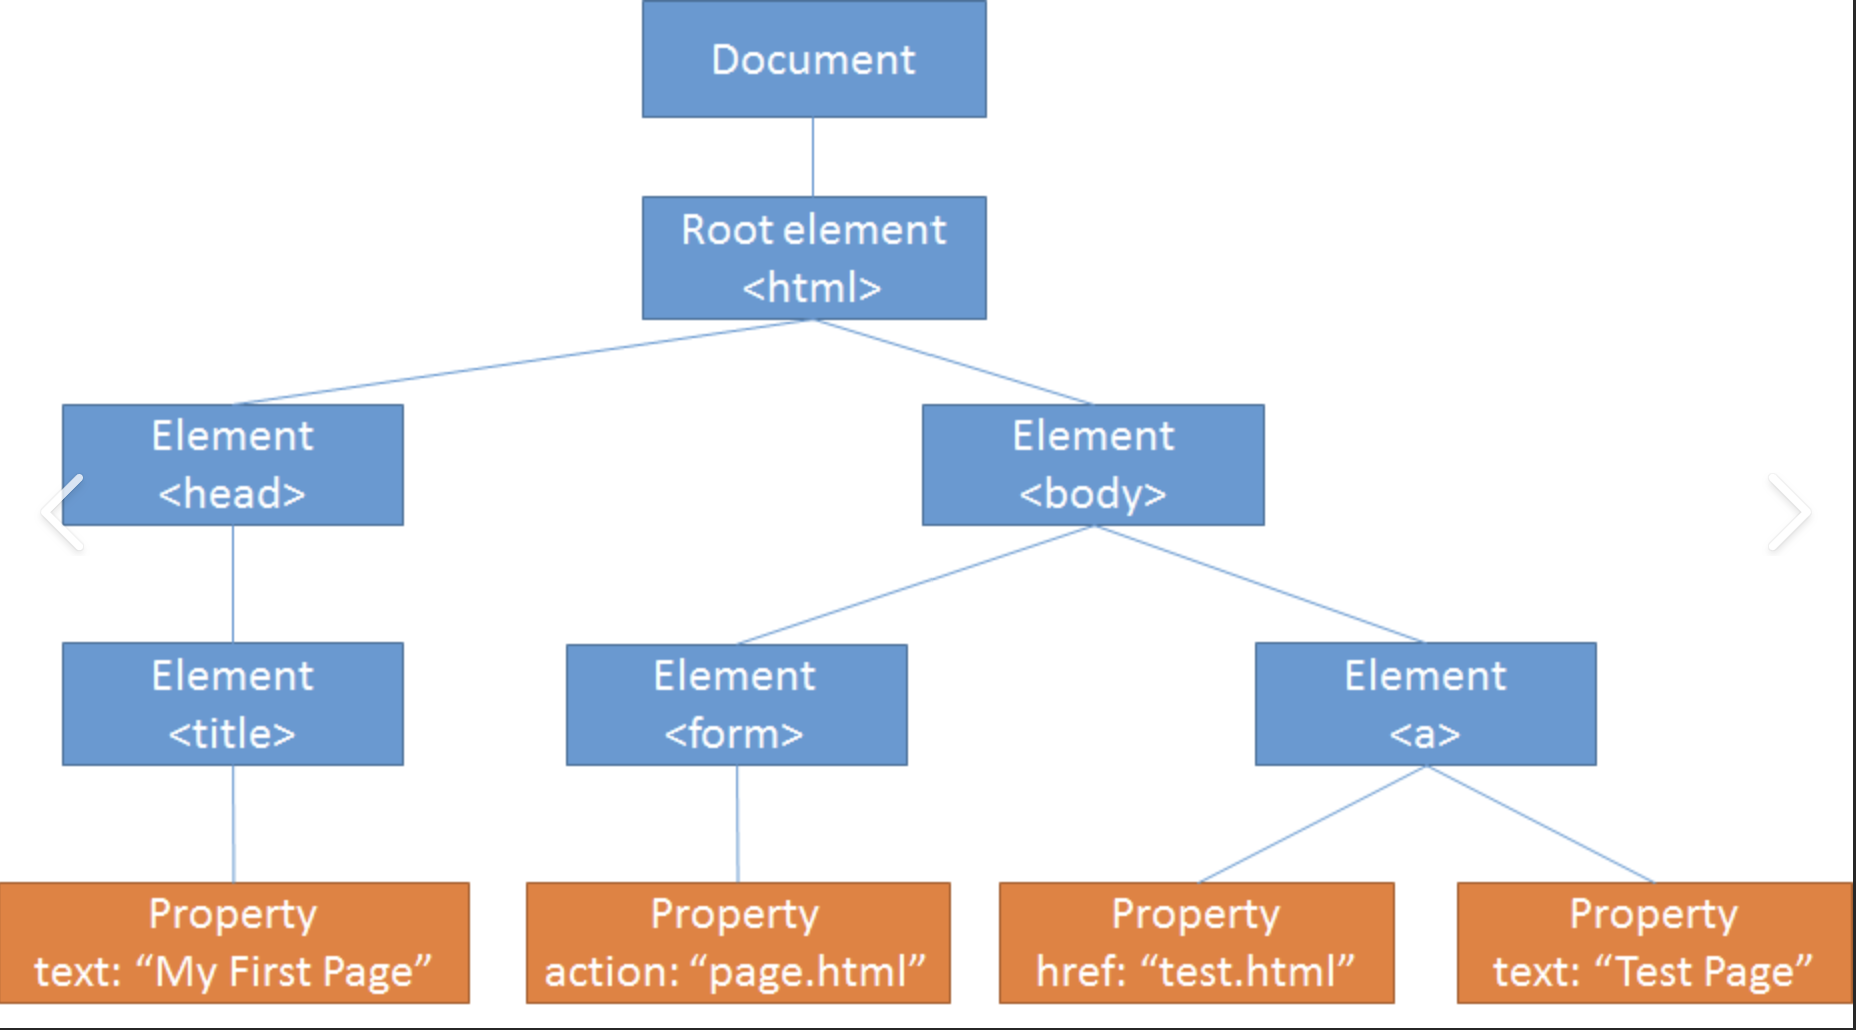 Document
Root element
<html>
Element
<head>
Element
<body>
Element
<title>
Element
<form>
Element
<a>
Property
text: “My First Page”
Property
action: “page.html”
Property
href: “test.html”
Property
text: “Test Page”